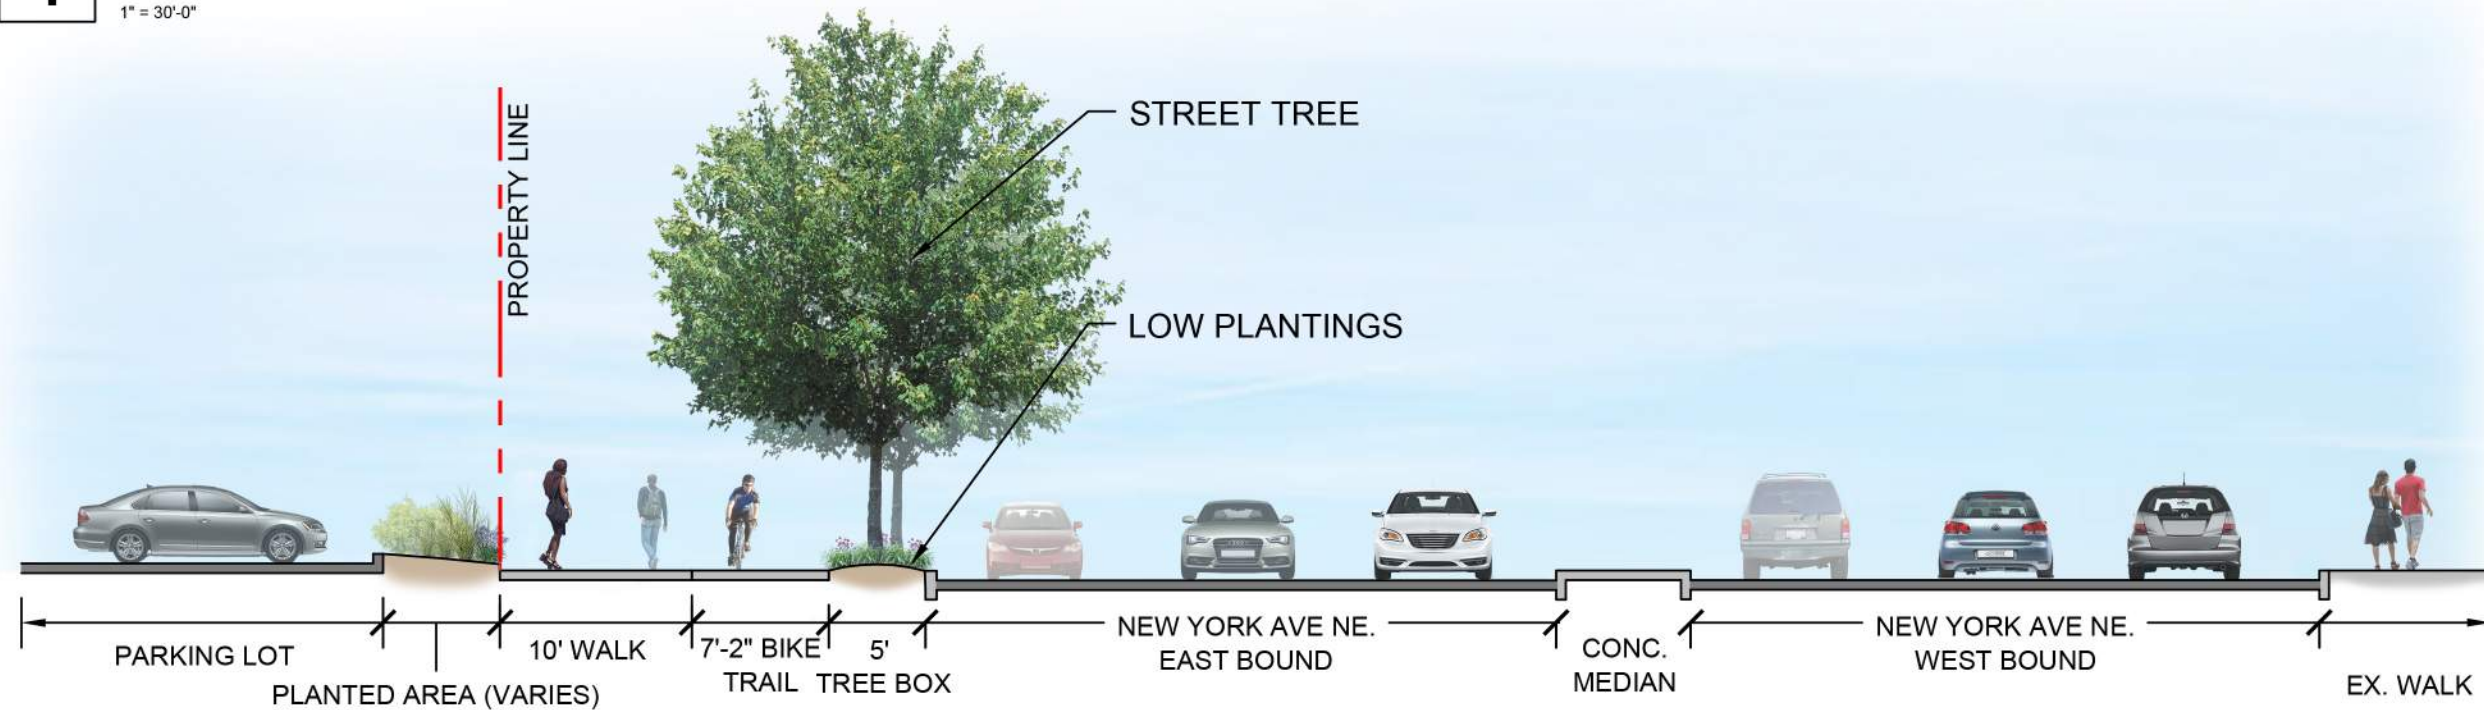 1" = 30'-0"
PROPERTY LINE
STREET TREE
LOW PLANTINGS
PARKING LOT
PLANTED AREA (VARIES)
10' WALK
7'-2" BIKE
TRAIL
5'
TREE BOX
NEW YORK AVE NE.
EAST BOUND
CONC.
MEDIAN
NEW YORK AVE NE.
WEST BOUND
EX. WALK